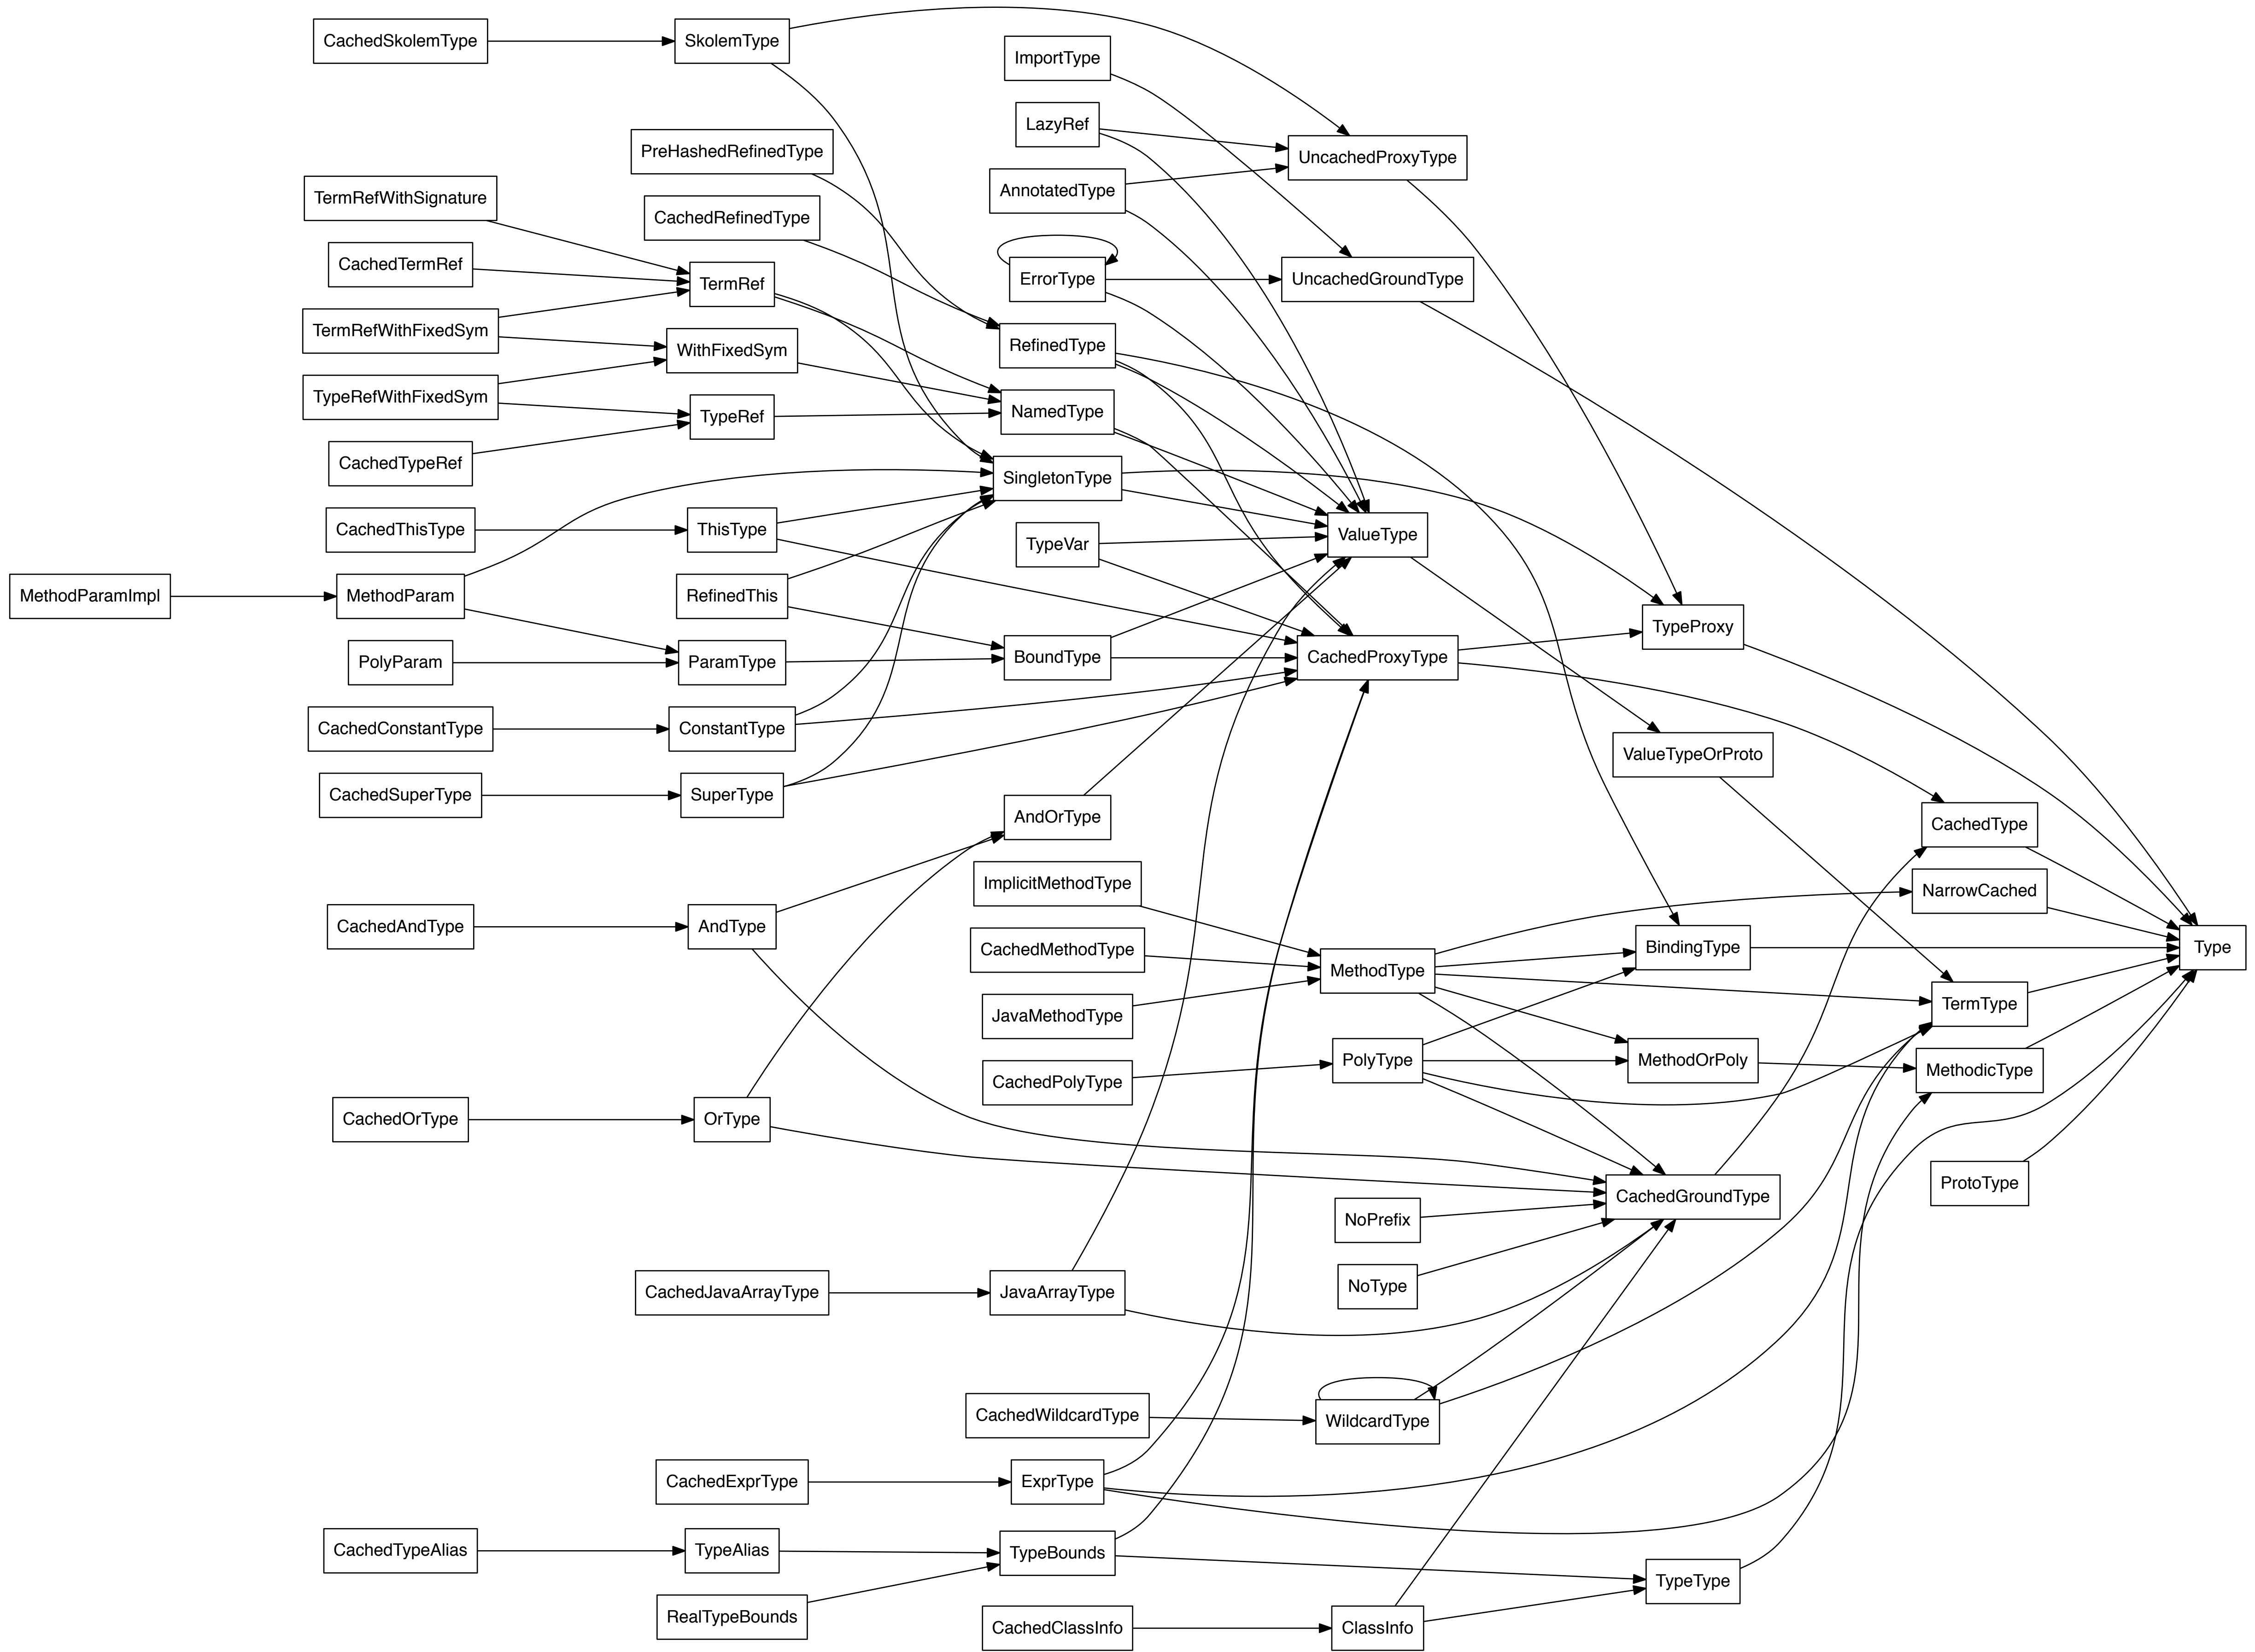 CachedSkolemType
SkolemType
ImportType
LazyRef
PreHashedRefinedType
UncachedProxyType
TermRefWithSignature
AnnotatedType
CachedRefinedType
CachedTermRef
TermRef
ErrorType
UncachedGroundType
TermRefWithFixedSym
WithFixedSym
RefinedType
TypeRefWithFixedSym
TypeRef
NamedType
CachedTypeRef
SingletonType
CachedThisType
ThisType
TypeVar
ValueType
MethodParamImpl
MethodParam
RefinedThis
TypeProxy
PolyParam
ParamType
BoundType
CachedProxyType
CachedConstantType
ConstantType
ValueTypeOrProto
CachedSuperType
SuperType
AndOrType
CachedType
ImplicitMethodType
NarrowCached
CachedAndType
AndType
CachedMethodType
BindingType
Type
MethodType
JavaMethodType
TermType
CachedPolyType
PolyType
MethodOrPoly
MethodicType
CachedOrType
OrType
ProtoType
CachedGroundType
NoPrefix
NoType
CachedJavaArrayType
JavaArrayType
CachedWildcardType
WildcardType
CachedExprType
ExprType
CachedTypeAlias
TypeAlias
TypeBounds
TypeType
RealTypeBounds
CachedClassInfo
ClassInfo